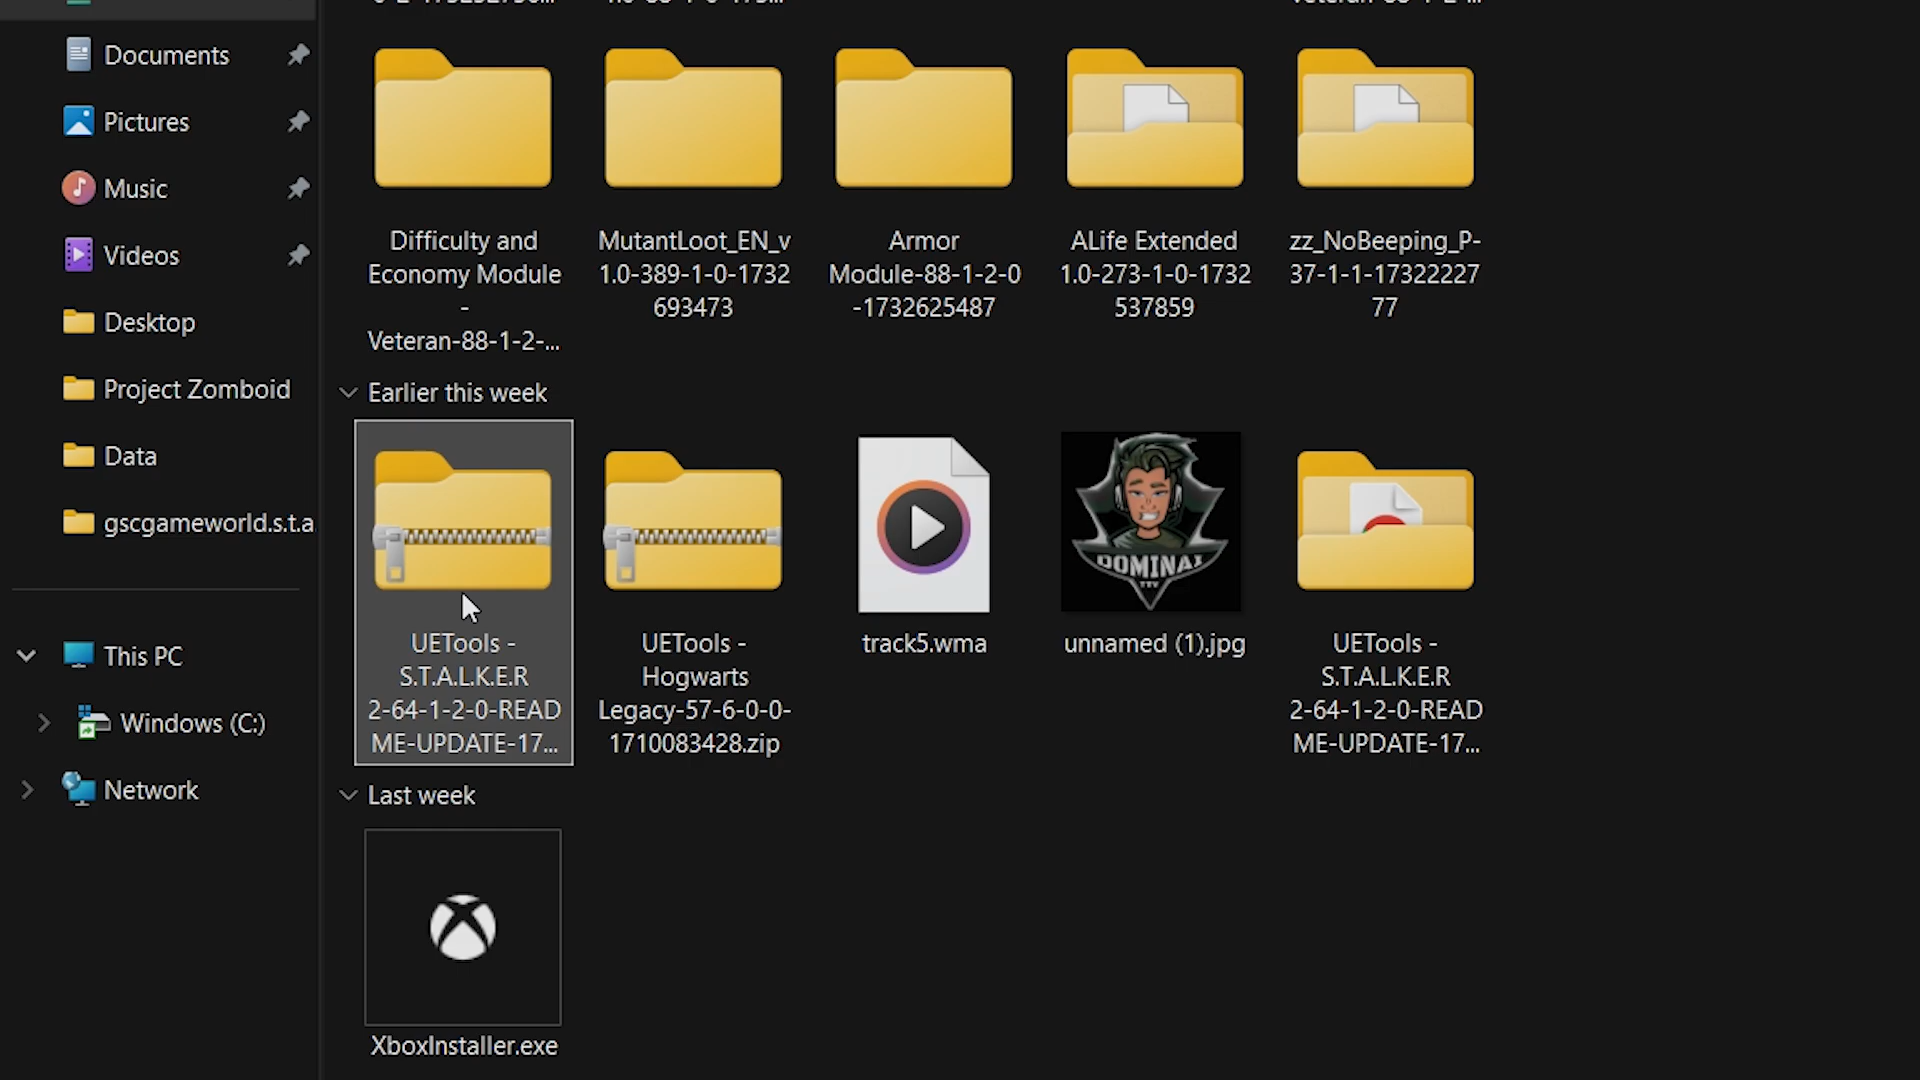 Documents
Pictures
Music
Videos
Desktop
Project Zomboid
Data
gscgameworld.s.t.a
This PC
Windows (C:)
Network
Difficulty and
Economy Module
-
Veteran-88-1-2-...
MutantLoot_EN_v
1.0-389-1-0-1732
693473
Armor
Module-88-1-2-0
-1732625487
ALife Extended
1.0-273-1-0-1732
537859
zz_NoBeeping_P-
37-1-1-17322227
77
Earlier this week
UETools -
S.T.A.L.K.E.R
2-64-1-2-0-READ
ME-UPDATE-17...
UETools -
Hogwarts
Legacy-57-6-0-0-
1710083428.zip
track5.wma
DOMINAI
TTV
unnamed (1).jpg
UETools -
S.T.A.L.K.E.R
2-64-1-2-0-READ
ME-UPDATE-17...
Last week
XboxInstaller.exe